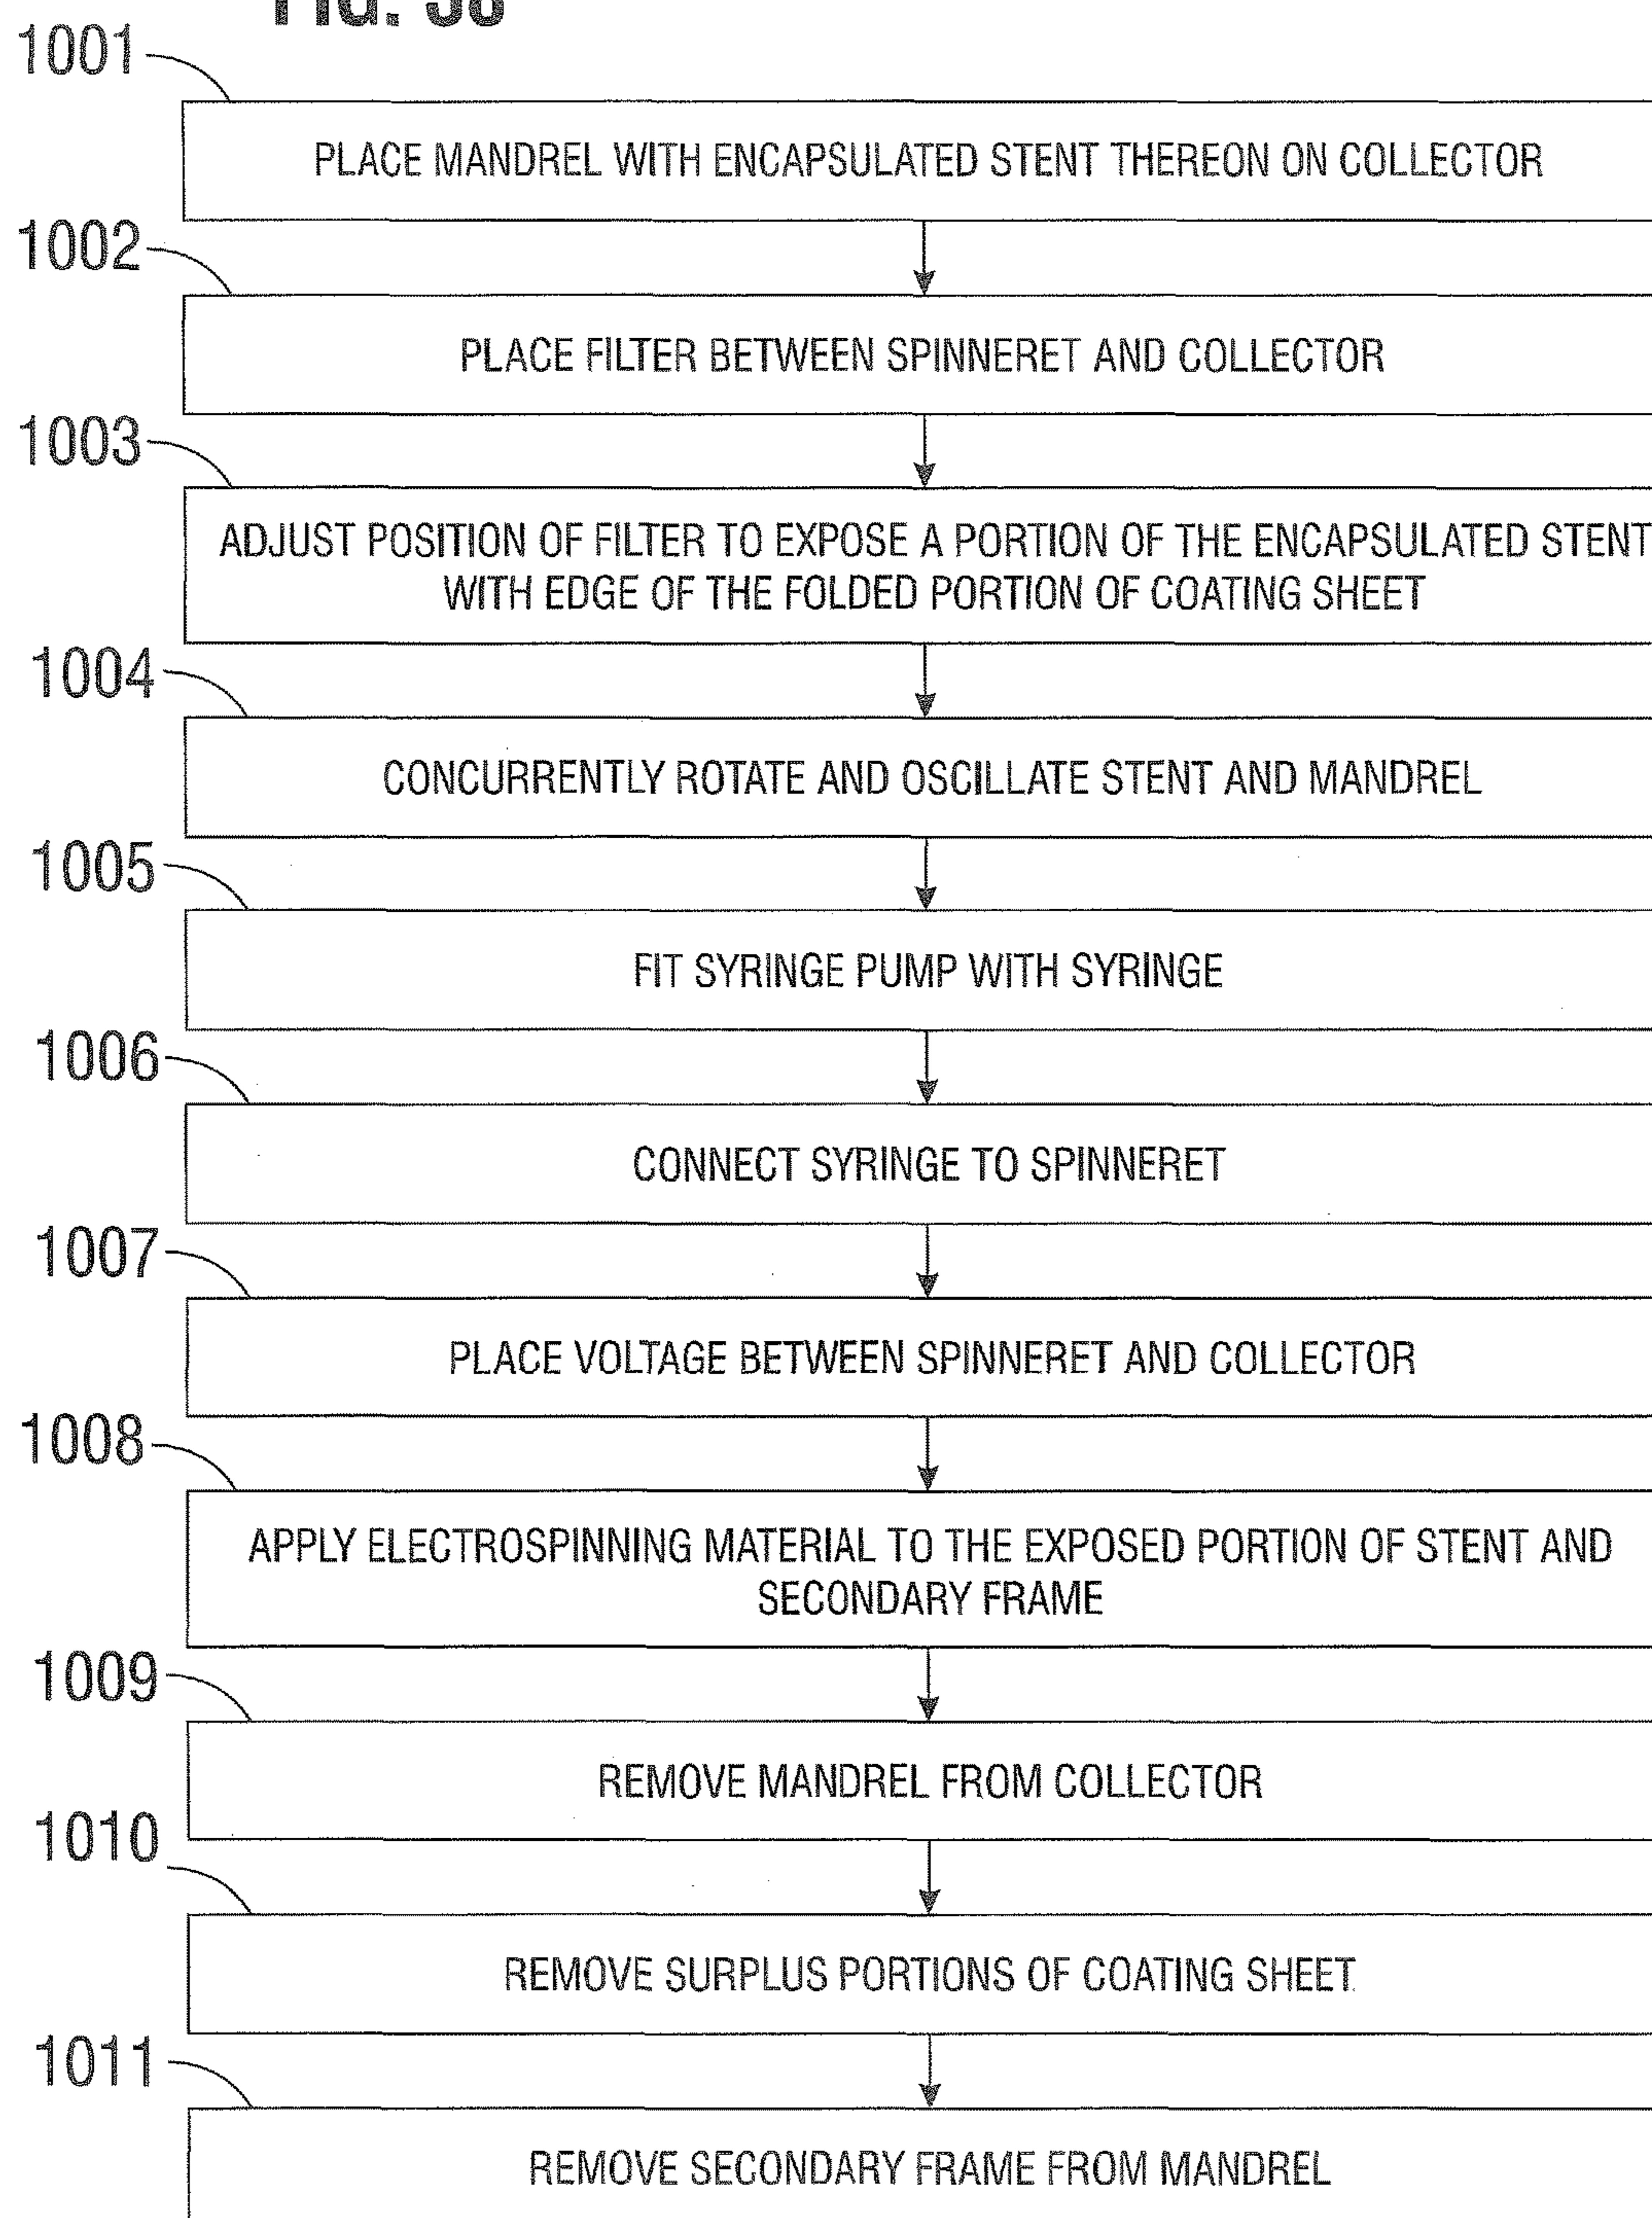 FIG.
1001
PLACE MANDREL WITH ENCAPSULATED STENT THEREON ON COLLECTOR
1002
PLACE FILTER BETWEEN SPINNERET AND COLLECTOR
1003
ADJUST POSITION OF FILTER TO EXPOSE A PORTION OF THE ENCAPSULATED STENT
WITH EDGE OF THE FOLDED PORTION OF COATING SHEET
1004
CONCURRENTLY ROTATE AND OSCILLATE STENT AND MANDREL
1005
FIT SYRINGE PUMP WITH SYRINGE
1006
CONNECT SYRINGE TO SPINNERET
1007
PLACE VOLTAGE BETWEEN SPINNERET AND COLLECTOR
1008
APPLY ELECTROSPINNING MATERIAL TO THE EXPOSED PORTION OF STENT AND
SECONDARY FRAME
1009
REMOVE MANDREL FROM COLLECTOR
1010
REMOVE SURPLUS PORTIONS OF COATING SHEET
1011
REMOVE SECONDARY FRAME FROM MANDREL